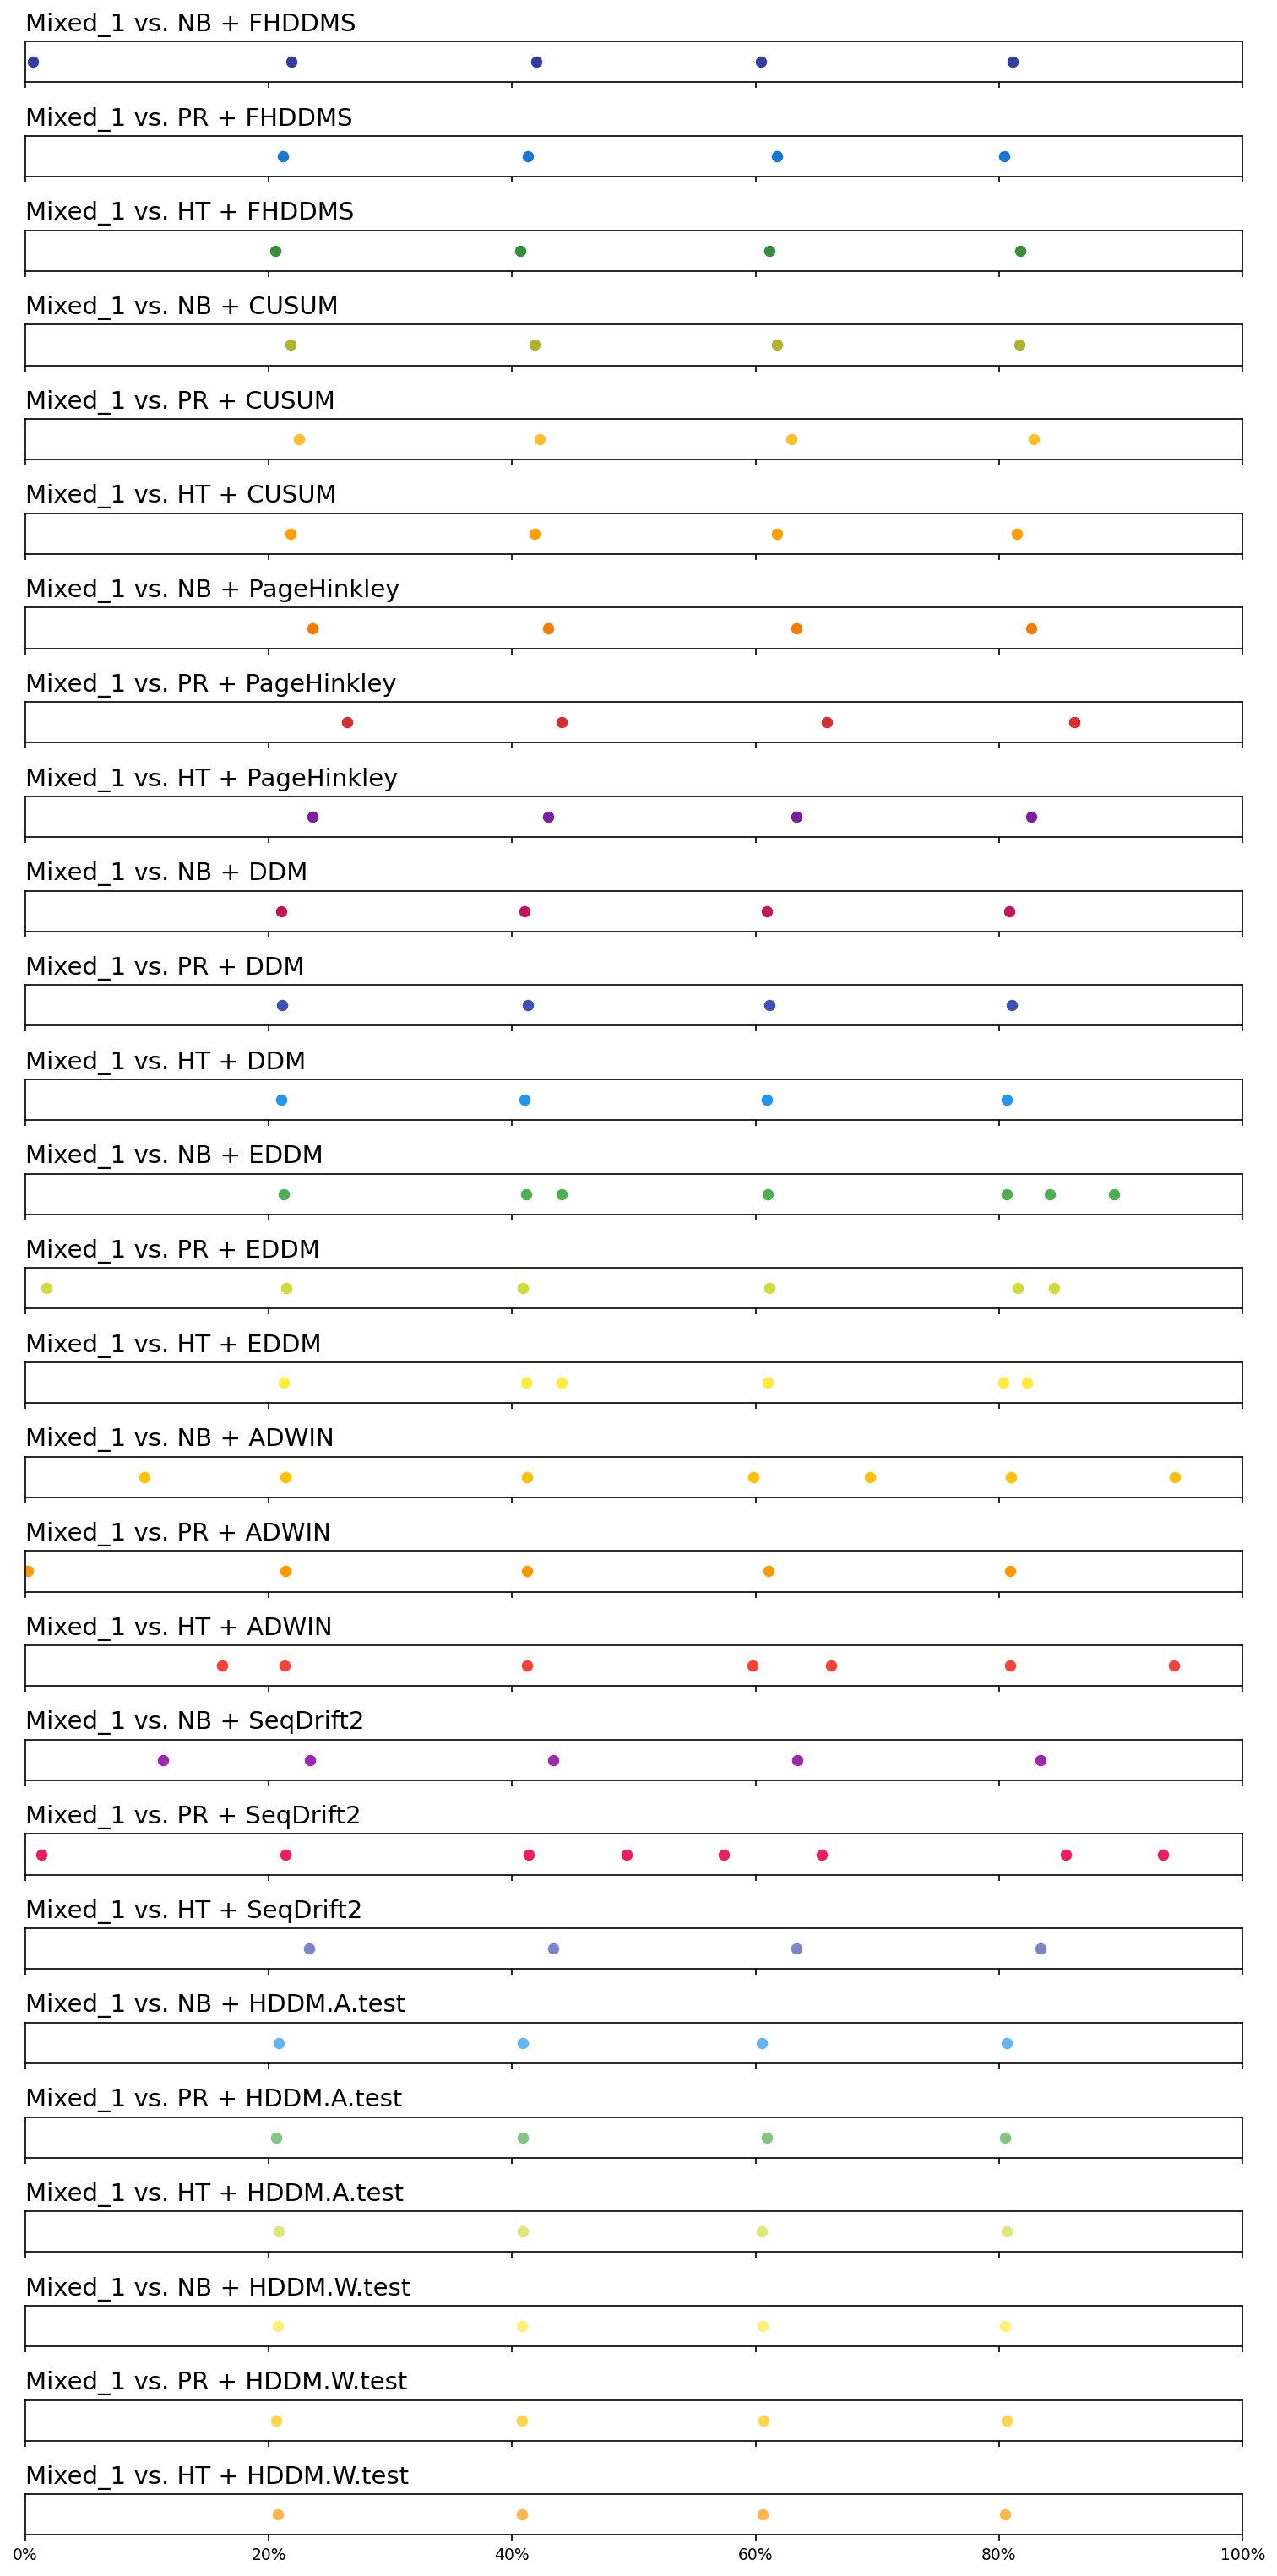 Mixed_1 vs. NB + FHDDMS
Mixed_1 vs. PR + FHDDMS
Mixed_1 vs. HT + FHDDMS
Mixed_1 vs. NB + CUSUM
Mixed_1 vs. PR + CUSUM
Mixed_1 vs. HT + CUSUM
Mixed_1 vs. NB + PageHinkley
Mixed_1 vs. PR + PageHinkley
Mixed_1 vs. HT + PageHinkley
Mixed_1 vs. NB + DDM
Mixed_1 vs. PR + DDM
Mixed_1 vs. HT + DDM
Mixed_1 vs. NB + EDDM
Mixed_1 vs. PR + EDDM
Mixed_1 vs. HT + EDDM
Mixed_1 vs. NB + ADWIN
Mixed_1 vs. PR + ADWIN
Mixed_1 vs. HT + ADWIN
Mixed_1 vs. NB + SeqDrift2
Mixed_1 vs. PR + SeqDrift2
Mixed_1 vs. HT + SeqDrift2
Mixed_1 vs. NB + HDDM.A.test
Mixed_1 vs. PR + HDDM.A.test
Mixed_1 vs. HT + HDDM.A.test
Mixed_1 vs. NB + HDDM.W.test
Mixed_1 vs. PR + HDDM.W.test
Mixed_1 vs. HT + HDDM.W.test
0% 20% 40% 60% 80% 100%